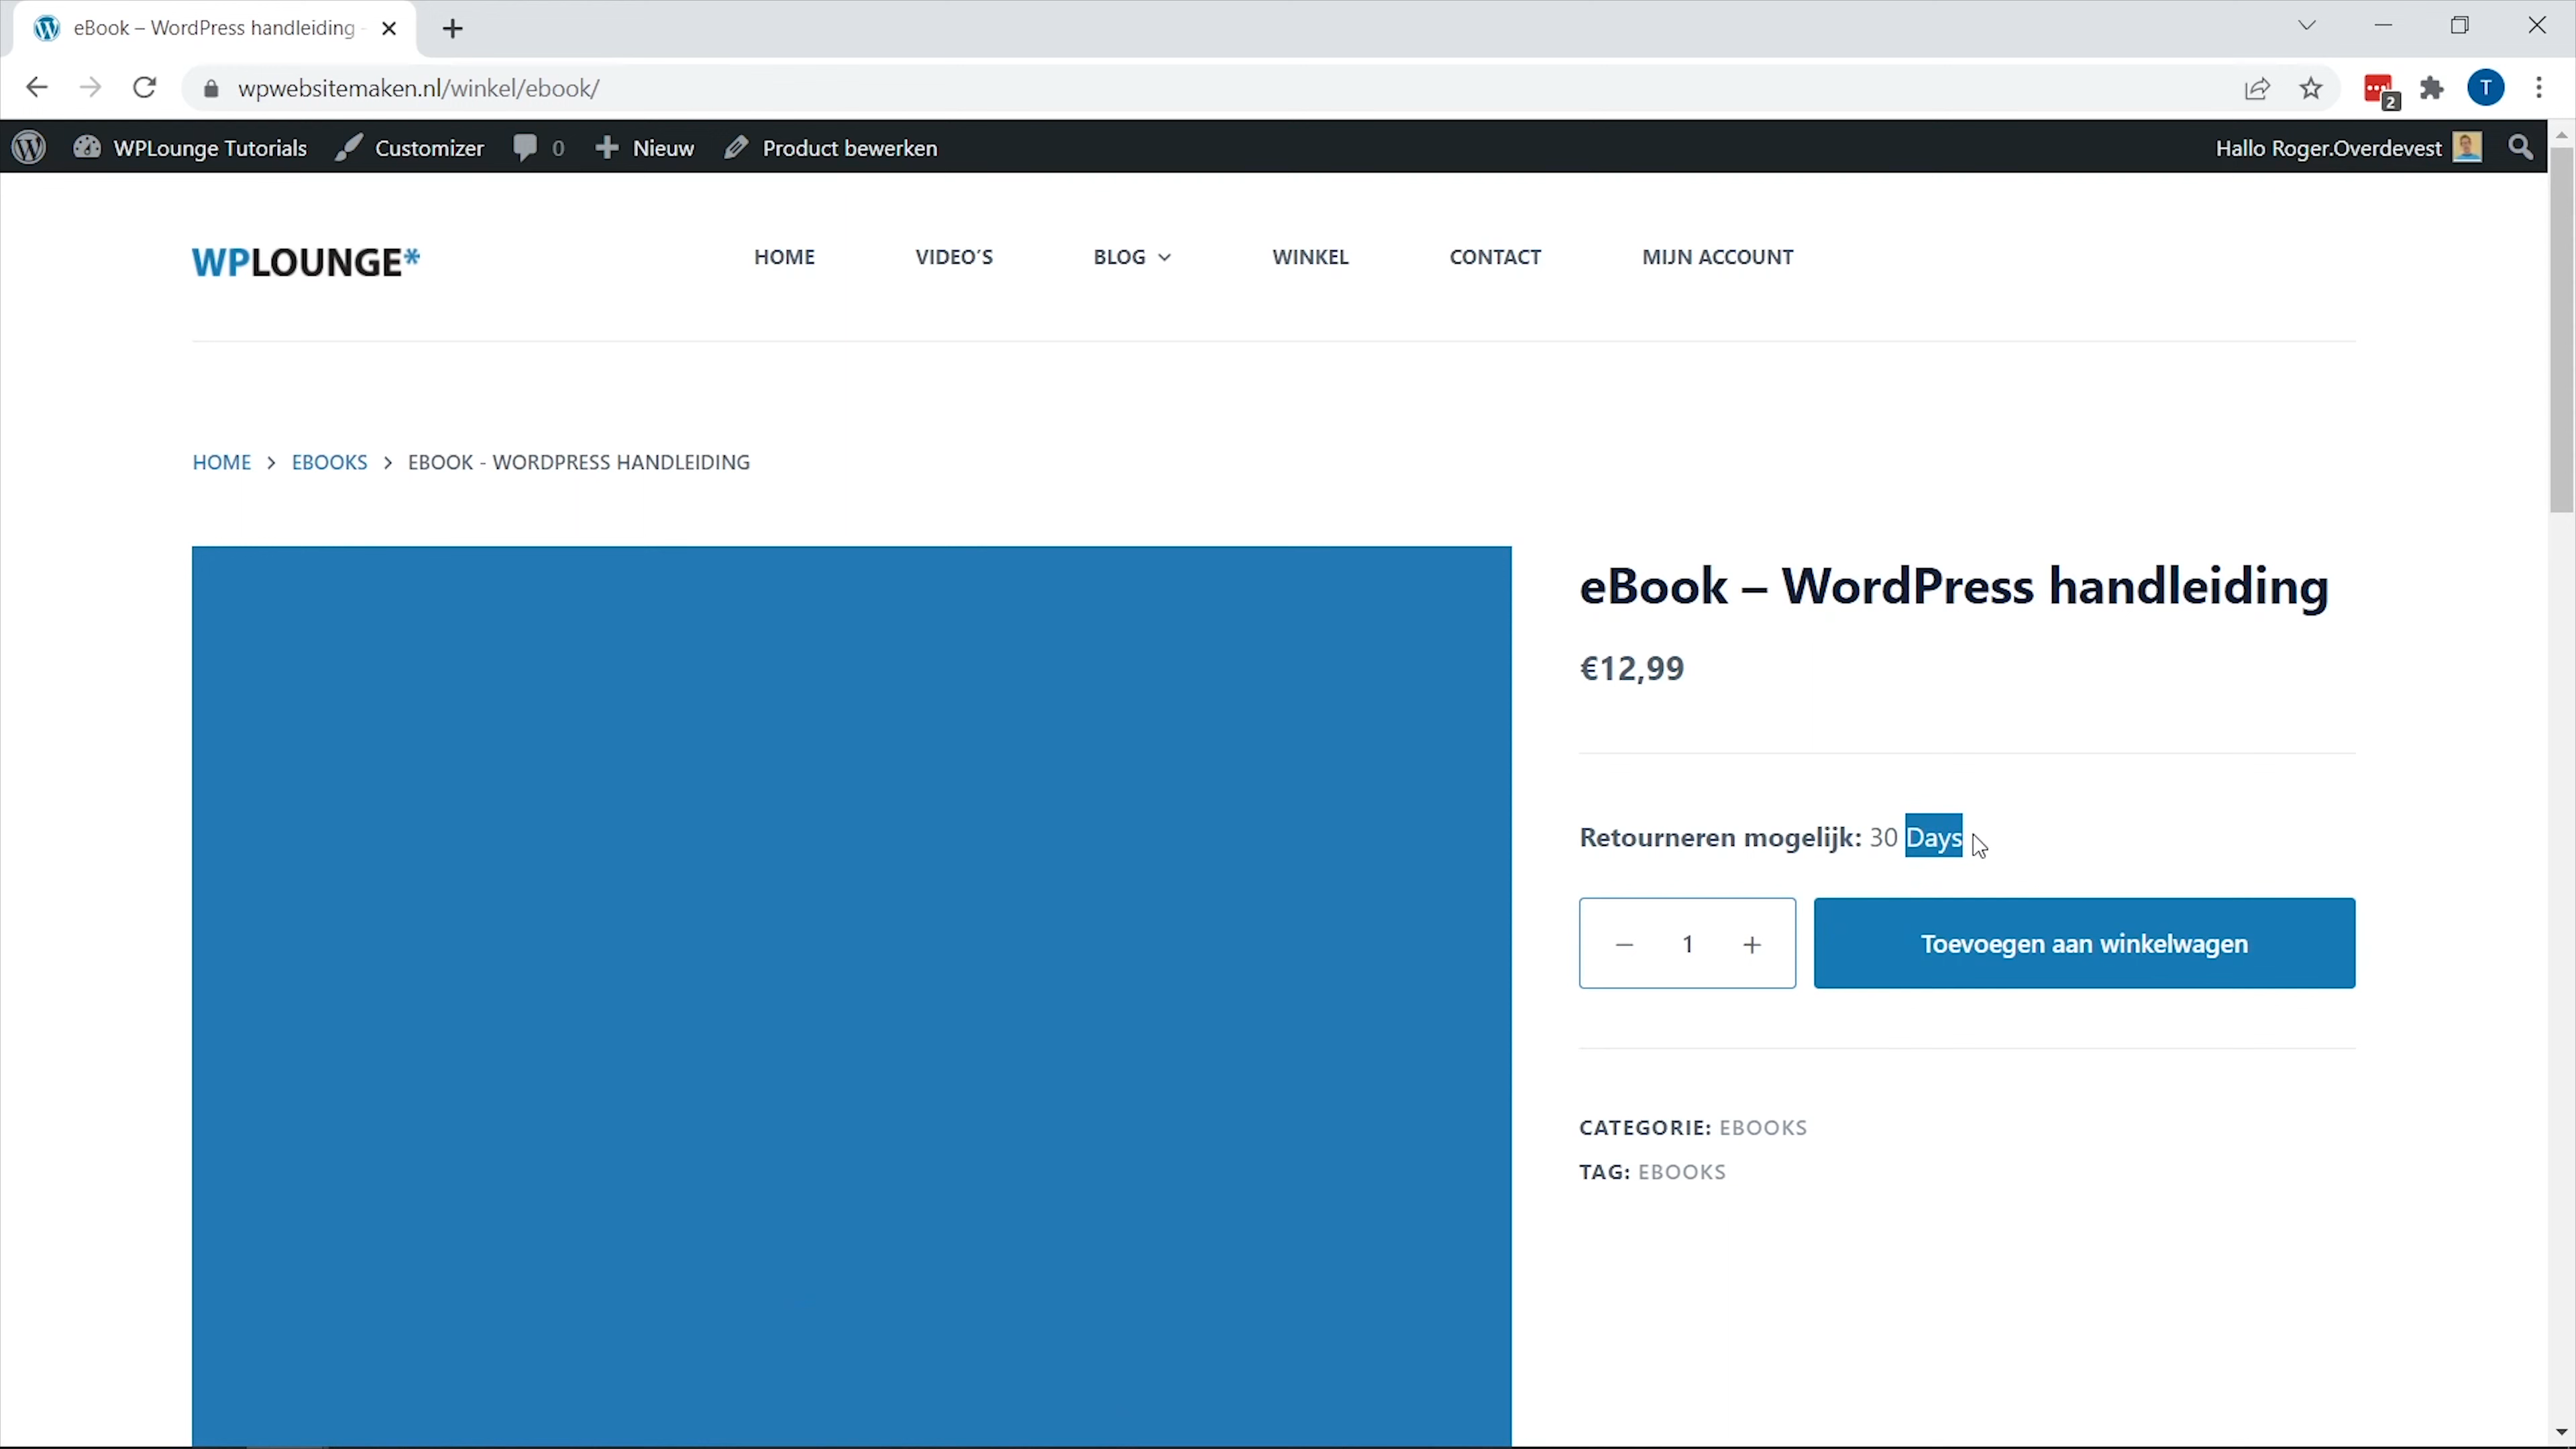 eBook – WordPress handleiding -
wpwebsitemaken.nl/winkel/ebook/
2
T
WPLounge Tutorials Customizer 0 Nieuw Product bewerken Hallo Roger.Overdevest
WPLOUNGE*
HOME VIDEO'S BLOG WINKEL CONTACT MIJN ACCOUNT
HOME > EBOOKS > EBOOK - WORDPRESS HANDLEIDING
eBook – WordPress handleiding
€12,99
Retourneren mogelijk: 30 Days
− 1 + Toevoegen aan winkelwagen
CATEGORIE: EBOOKS
TAG: EBOOKS